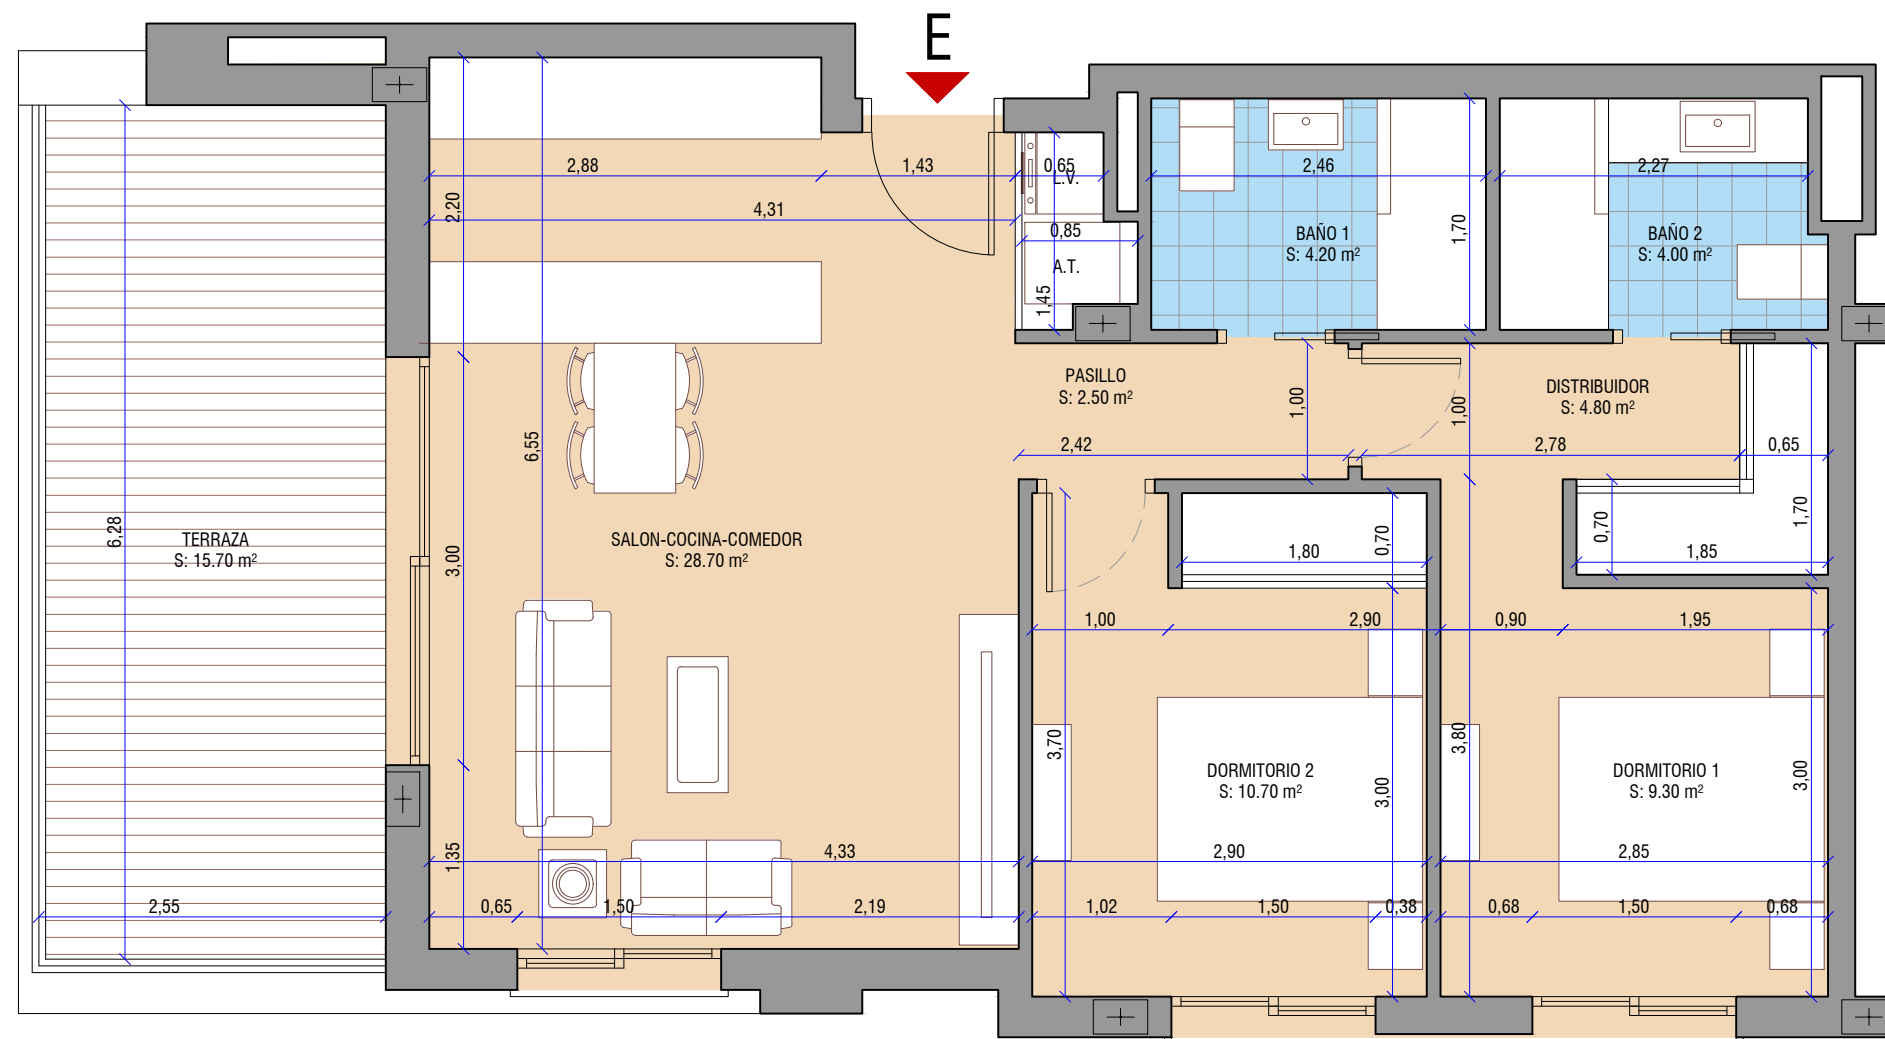 E
2,88
1,43
0,65
L.V.
2,46
2,27
2,20
4,31
0,85
1,70
BAÑO 1
S: 4.20 m²
BAÑO 2
S: 4.00 m²
A.T.
1,45
PASILLO
S: 2.50 m²
1,00
1,00
DISTRIBUIDOR
S: 4.80 m²
6,55
2,42
2,78
0,65
6,28
TERRAZA
S: 15.70 m²
3,00
SALON-COCINA-COMEDOR
S: 28.70 m²
1,80
0,70
0,70
1,85
1,70
1,00
2,90
0,90
1,95
3,70
3,80
DORMITORIO 2
S: 10.70 m²
3,00
DORMITORIO 1
S: 9.30 m²
3,00
1,35
4,33
2,90
2,85
2,55
0,65
1,50
2,19
1,02
1,50
0,38
0,68
1,50
0,68